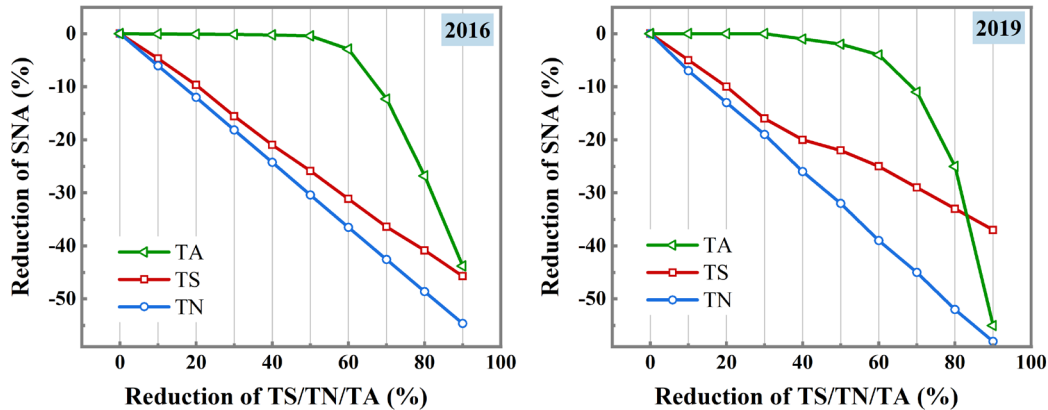 2016
0
-10
-20
-30
-40
-50
Reduction of SNA (%)
TA
TS
TN
0 20 40 60 80 100
Reduction of TS/TN/TA (%)
2019
0
-10
-20
-30
-40
-50
Reduction of SNA (%)
TA
TS
TN
0 20 40 60 80 100
Reduction of TS/TN/TA (%)